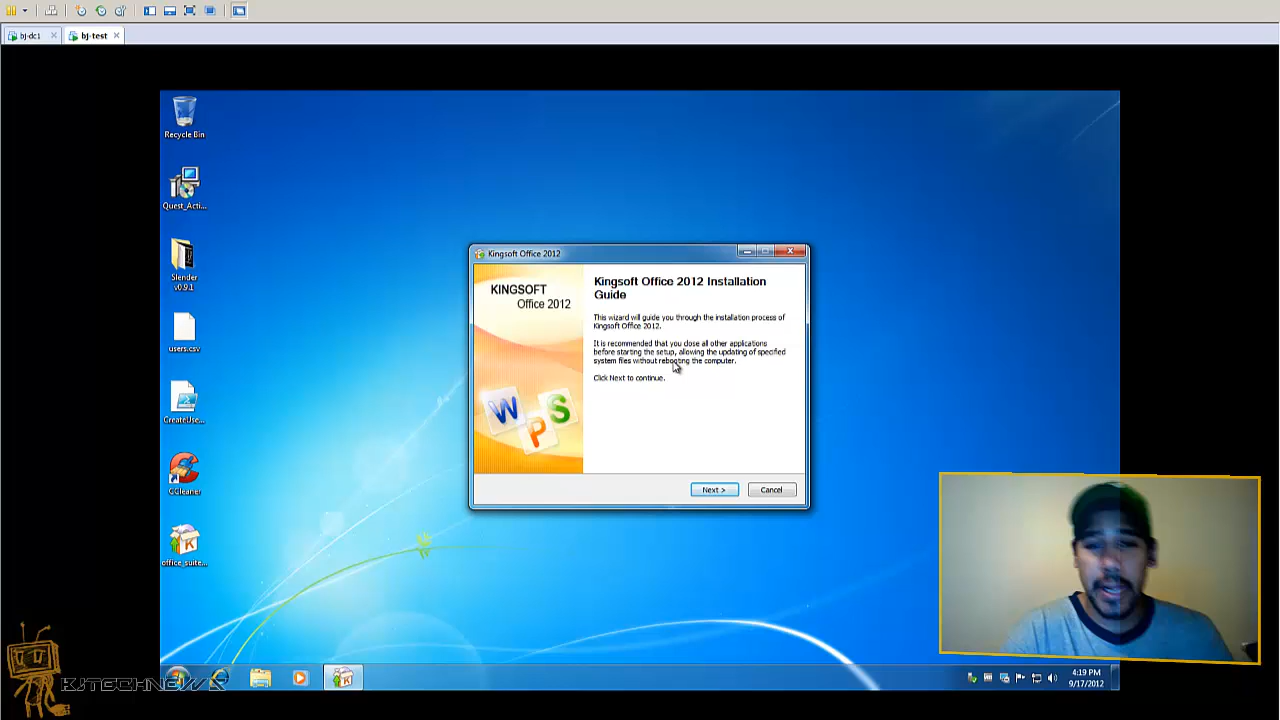 bj-dc1
bj-test
Recycle Bin
Quest_Acti...
Slender
v0.9.1
users.csv
CreateUse...
CCleaner
office_suite...
Kingsoft Office 2012
KINGSOFT
Office 2012
W
P
S
Kingsoft Office 2012 Installation
Guide
This wizard will guide you through the installation process of
Kingsoft Office 2012.
It is recommended that you close all other applications
before starting the setup, allowing the updating of specified
system files without rebooting the computer.
Click Next to continue.
Next >
Cancel
BJTECHNEWS
4:19 PM
9/17/2012